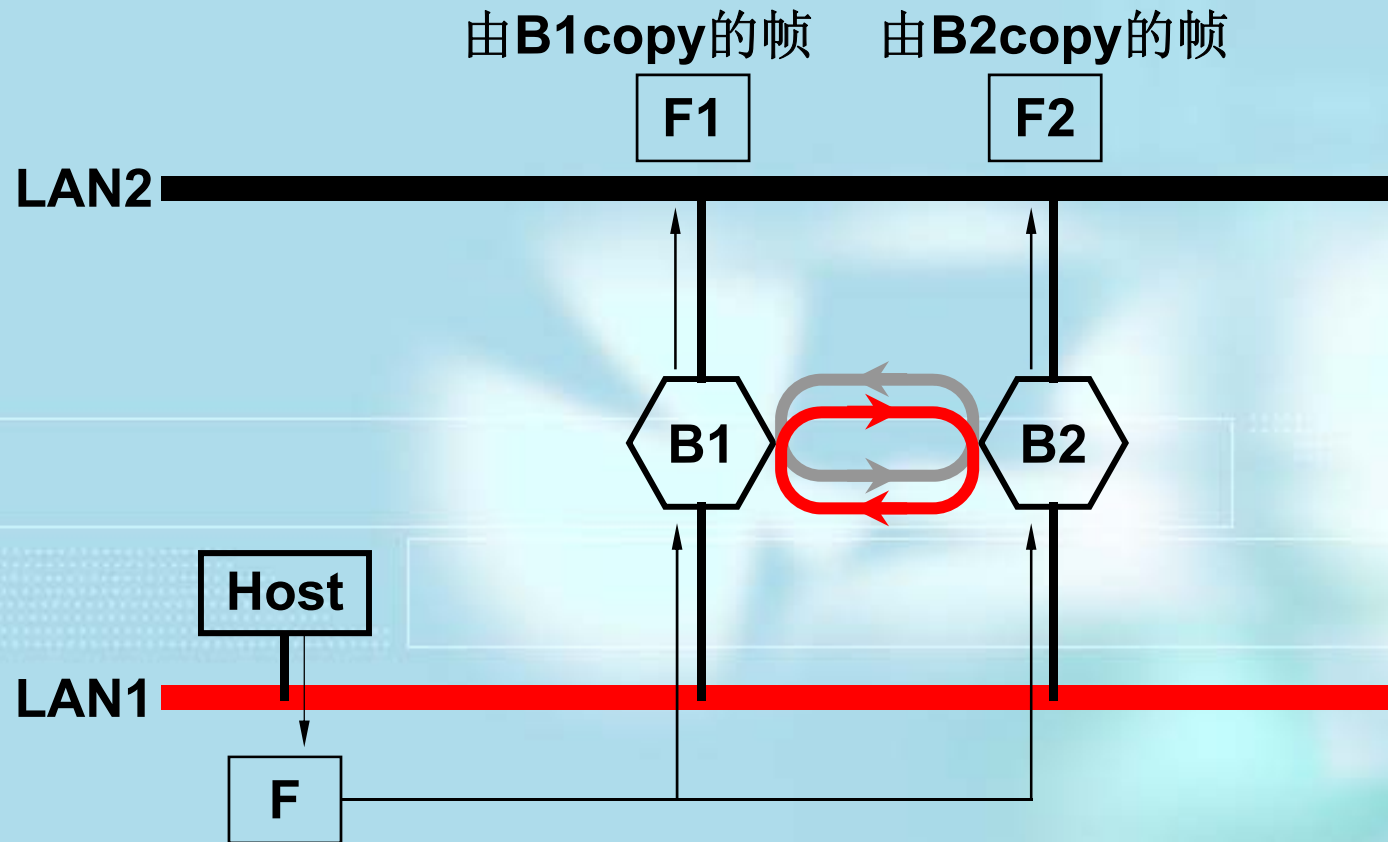 由B1copy的帧
由B2copy的帧
F1
F2
LAN2
B1
B2
Host
LAN1
F